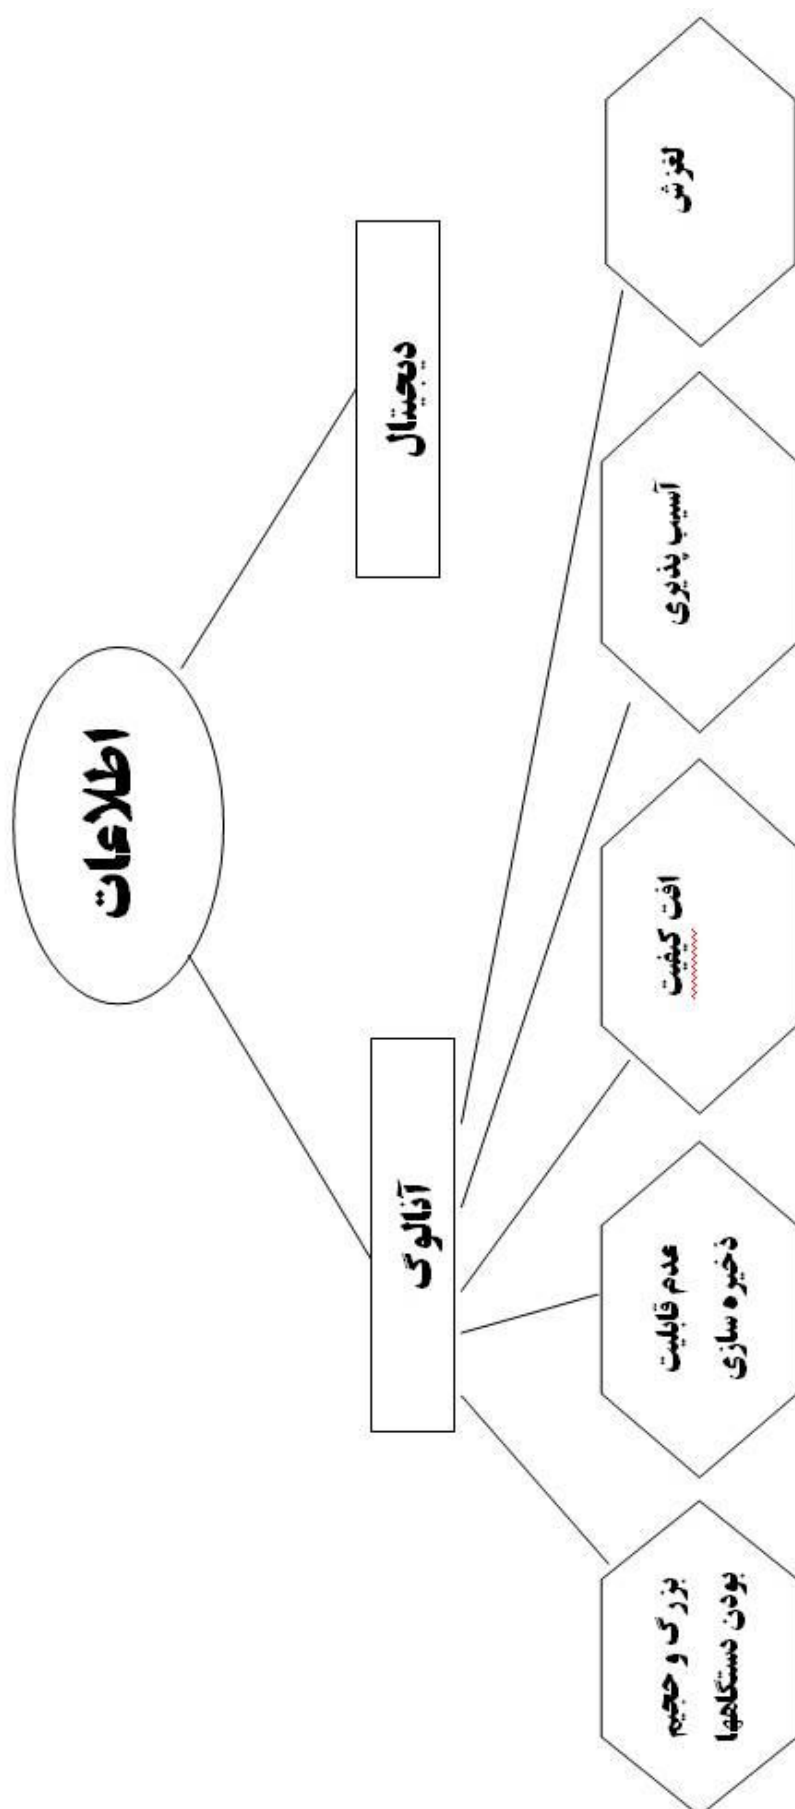 اطلاعات
دیجیتال
آنالوگ
لغزش
آسیب پذیری
افت کیفیت
عدم قابلیت
ذخیره سازی
بزرگ و حجیم
بودن دستگاهها